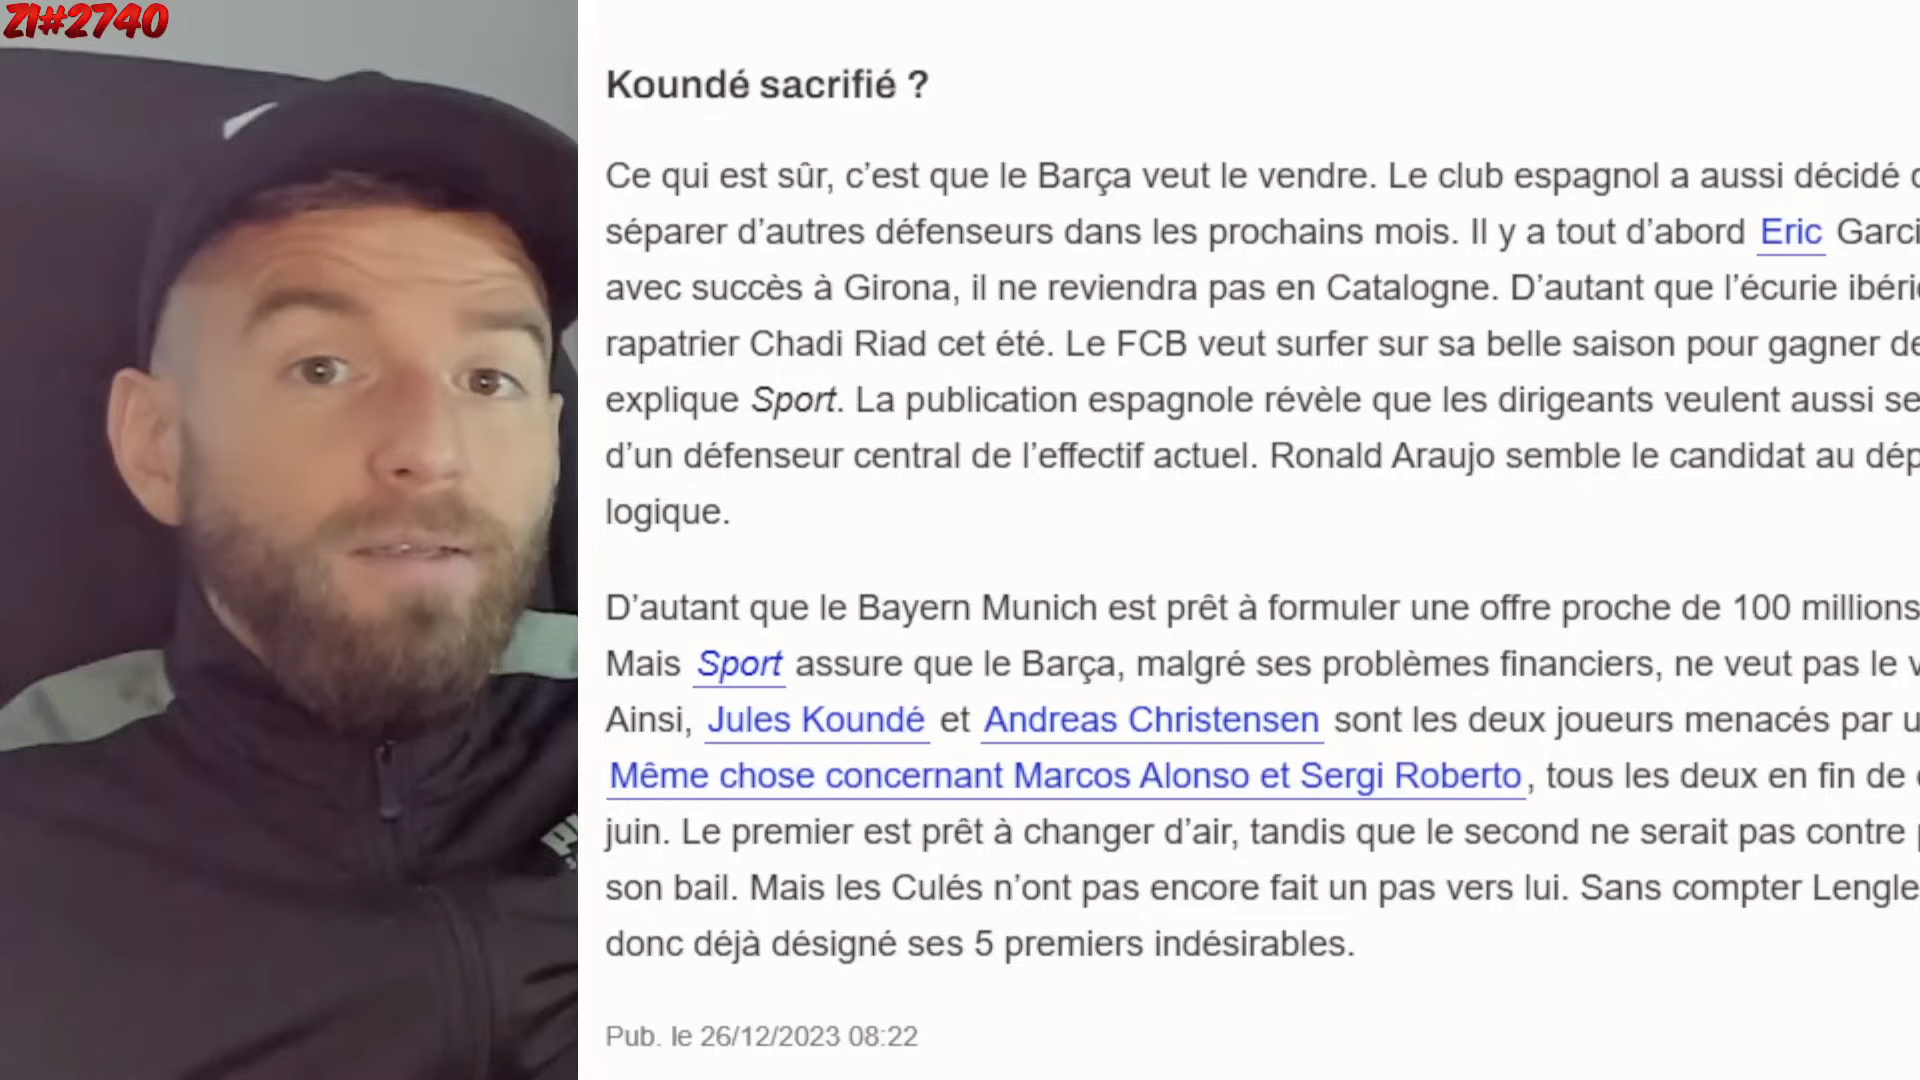 Z1#2740
Koundé sacrifié ?
Ce qui est sûr, c’est que le Barça veut le vendre. Le club espagnol a aussi décidé
séparer d’autres défenseurs dans les prochains mois. Il y a tout d’abord Eric Garci
avec succès à Girona, il ne reviendra pas en Catalogne. D’autant que l’écurie ibéri
rapatrier Chadi Riad cet été. Le FCB veut surfer sur sa belle saison pour gagner de
explique Sport. La publication espagnole révèle que les dirigeants veulent aussi se
d’un défenseur central de l’effectif actuel. Ronald Araujo semble le candidat au dép
logique.
D’autant que le Bayern Munich est prêt à formuler une offre proche de 100 millions
Mais Sport assure que le Barça, malgré ses problèmes financiers, ne veut pas le v
Ainsi, Jules Koundé et Andreas Christensen sont les deux joueurs menacés par u
Même chose concernant Marcos Alonso et Sergi Roberto, tous les deux en fin de
juin. Le premier est prêt à changer d’air, tandis que le second ne serait pas contre
son bail. Mais les Culés n’ont pas encore fait un pas vers lui. Sans compter Lengle
donc déjà désigné ses 5 premiers indésirables.
Pub. le 26/12/2023 08:22